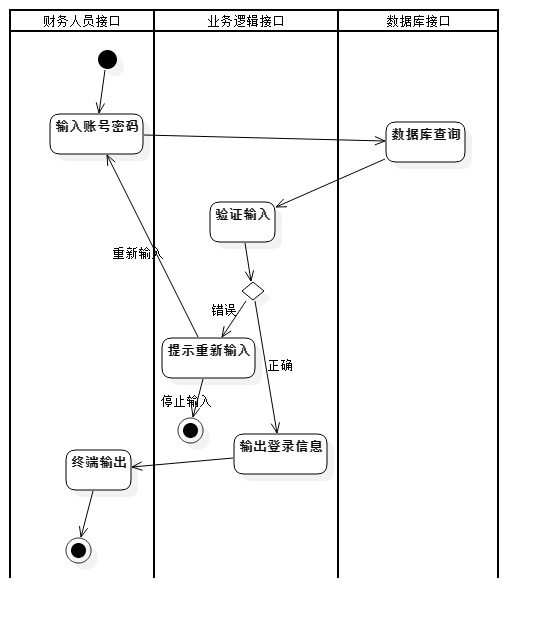 财务人员接口
业务逻辑接口
数据库接口
输入账号密码
数据库查询
验证输入
重新输入
错误
提示重新输入
正确
停止输入
输出登录信息
终端输出